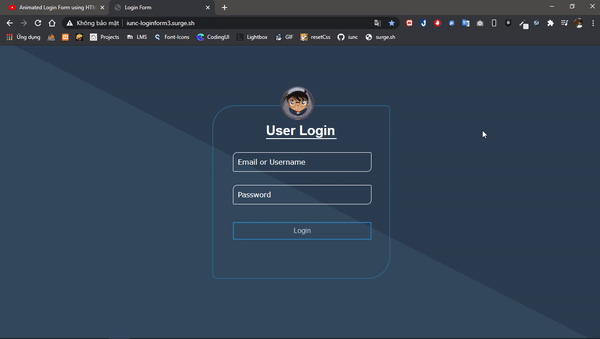 Animated Login Form using HTM
Login Form
Không bảo mật | iunc-loginform3.surge.sh
Ứng dụng
Projects
LMS
Font-Icons
CodingUI
Lightbox
GIF
resetCss
iunc
surge.sh
User Login
Email or Username
Password
Login